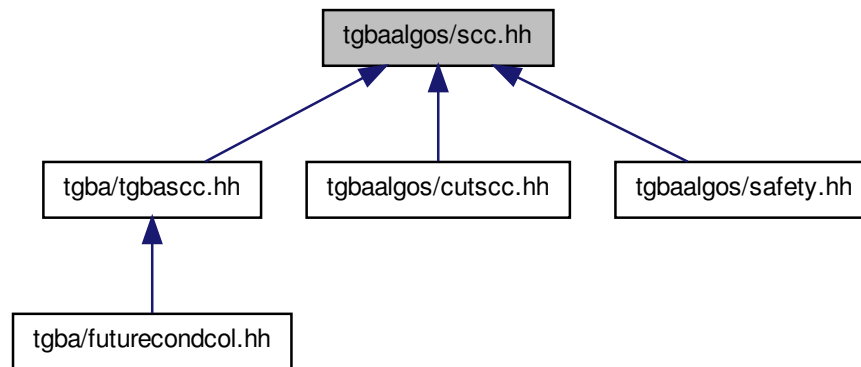 tgbaalgos/scc.hh
tgba/tgbascc.hh
tgbaalgos/cutscc.hh
tgbaalgos/safety.hh
tgba/futurecondcol.hh